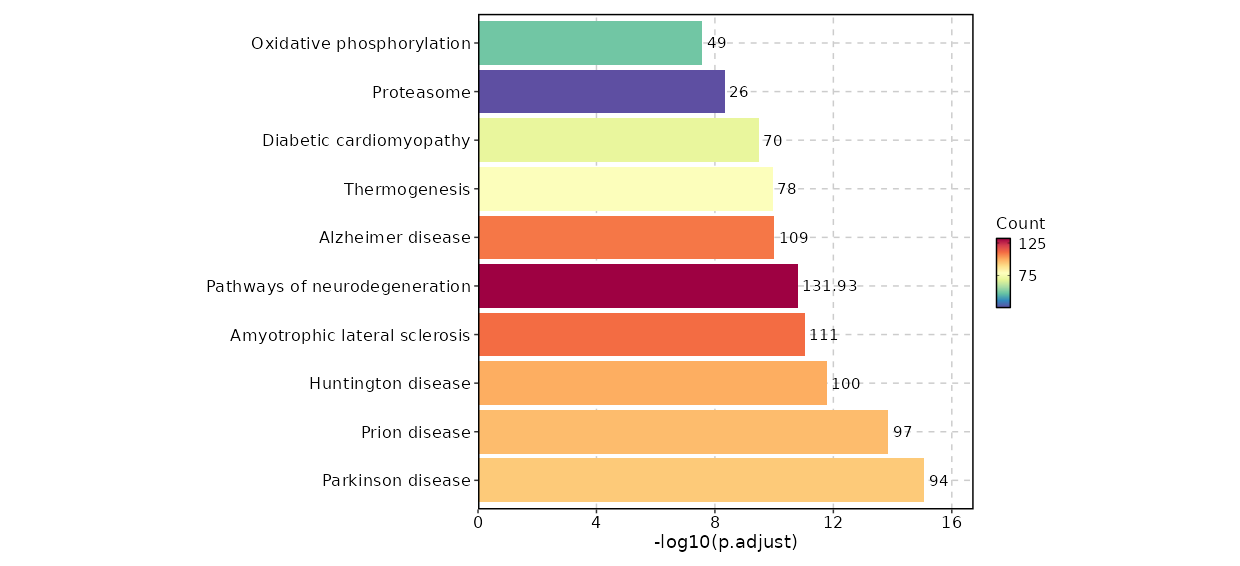 Oxidative phosphorylation 49
Proteasome 26
Diabetic cardiomyopathy 70
Thermogenesis 78
Alzheimer disease 109
Pathways of neurodegeneration 131.93
Amyotrophic lateral sclerosis 111
Huntington disease 100
Prion disease 97
Parkinson disease 94
0 4 8 12 16
-log10(p.adjust)
Count
125
75